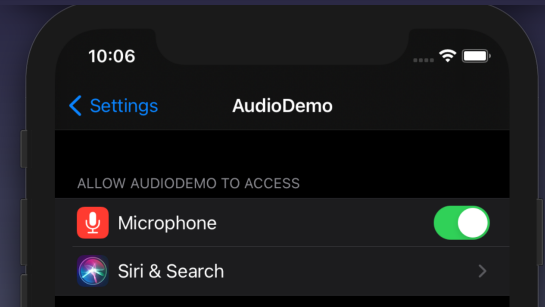 10:06
Settings
AudioDemo
ALLOW AUDIODEMO TO ACCESS
Microphone
Siri & Search